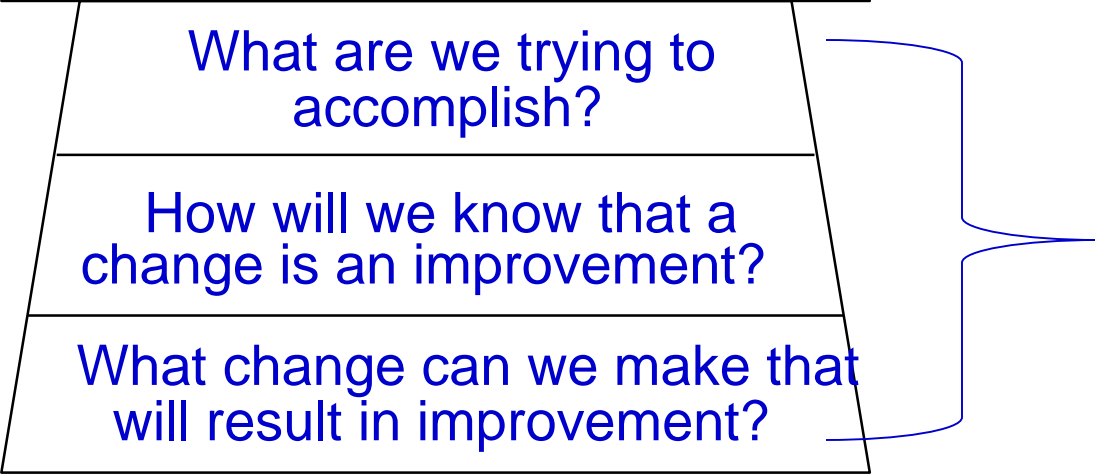 What are we trying to
accomplish?
How will we know that a
change is an improvement?
What change can we make that
will result in improvement?